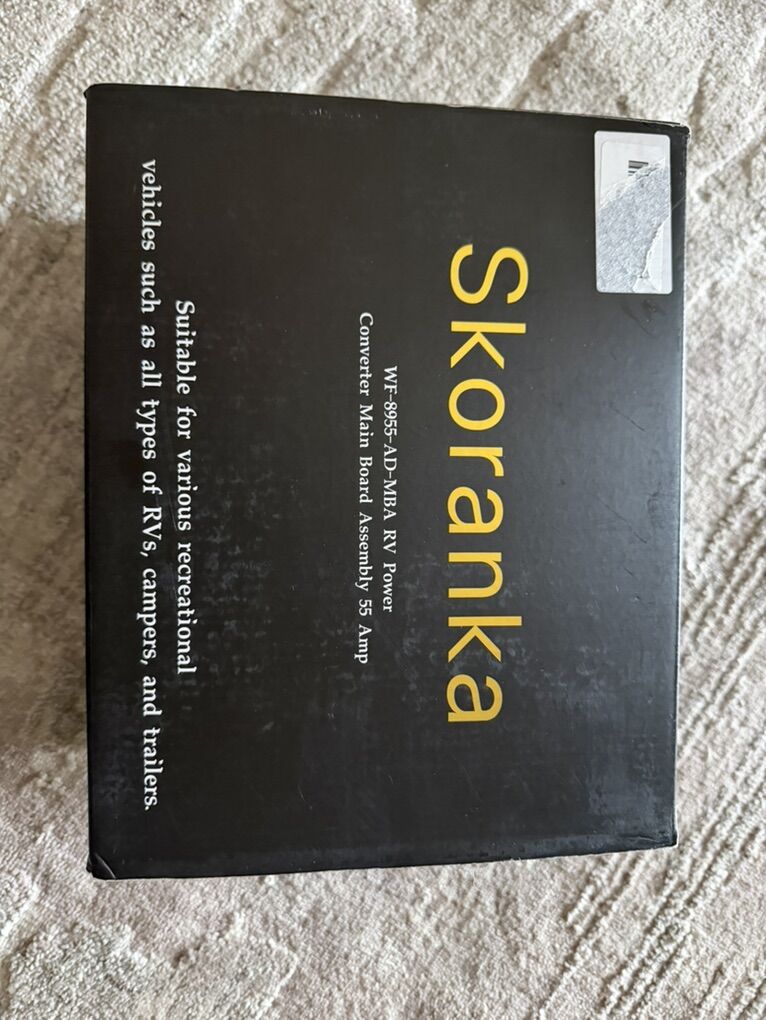 Skoranka
WF-8955-AD-MBA RV Power
Converter Main Board Assembly 55 Amp
Suitable for various recreational
vehicles such as all types of RVs, campers, and trailers.